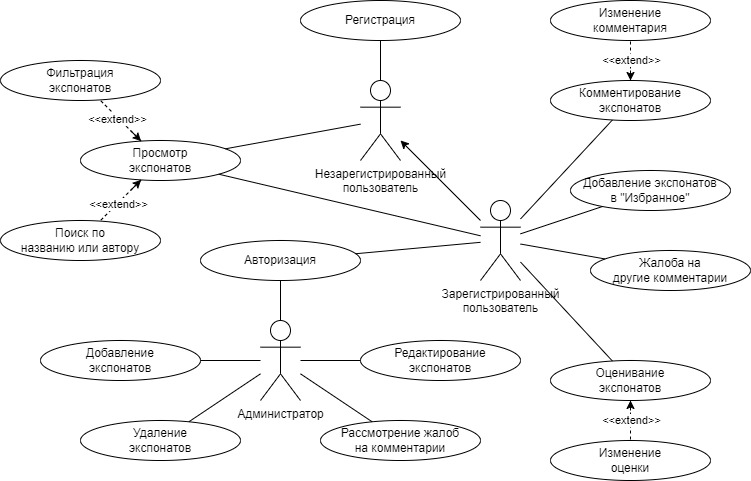 Регистрация
Изменение
комментария
<<extend>>
Фильтрация
экспонатов
<<extend>>
Комментирование
экспонатов
Просмотр
экспонатов
Незарегистрированный
пользователь
Добавление экспонатов
в "Избранное"
<<extend>>
Поиск по
названию или автору
Авторизация
Жалоба на
другие комментарии
Зарегистрированный
пользователь
Добавление
экспонатов
Редактирование
экспонатов
Оценивание
экспонатов
Администратор
<<extend>>
Удаление
экспонатов
Рассмотрение жалоб
на комментарии
Изменение
оценки